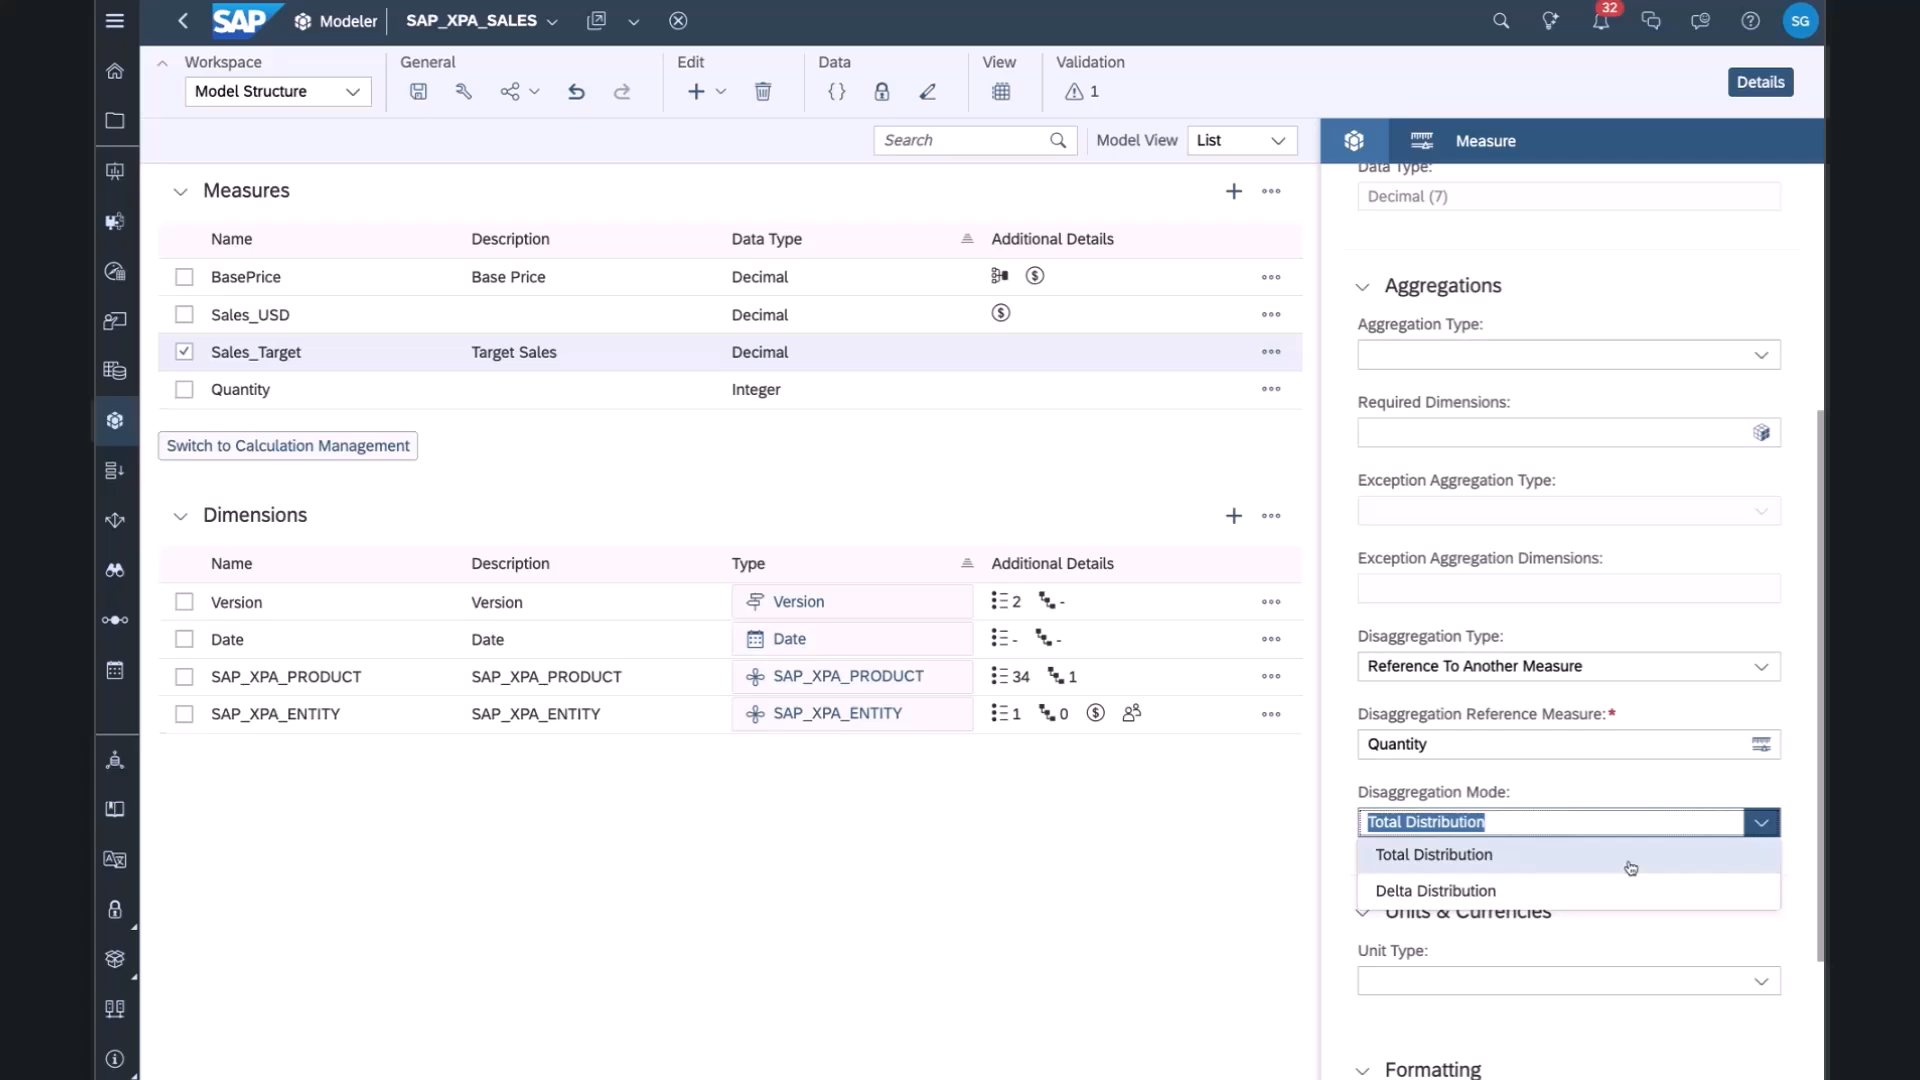 SAP Modeler SAP_XPA_SALES 32 SG
Workspace General Edit Data View Validation
Model Structure 1 Details
Search Model View List Measure
Measures
Name Description Data Type Additional Details
BasePrice Base Price Decimal
Sales_USD Decimal
Sales_Target Target Sales Decimal
Quantity Integer
Switch to Calculation Management
Dimensions
Name Description Type Additional Details
Version Version Version 2 -
Date Date Date - -
SAP_XPA_PRODUCT SAP_XPA_PRODUCT SAP_XPA_PRODUCT 34 1
SAP_XPA_ENTITY SAP_XPA_ENTITY SAP_XPA_ENTITY 1 0
Data Type:
Decimal (7)
Aggregations
Aggregation Type:
Required Dimensions:
Exception Aggregation Type:
Exception Aggregation Dimensions:
Disaggregation Type:
Reference To Another Measure
Disaggregation Reference Measure:*
Quantity
Disaggregation Mode:
Total Distribution
Total Distribution
Delta Distribution
Units & Currencies
Unit Type:
Formatting